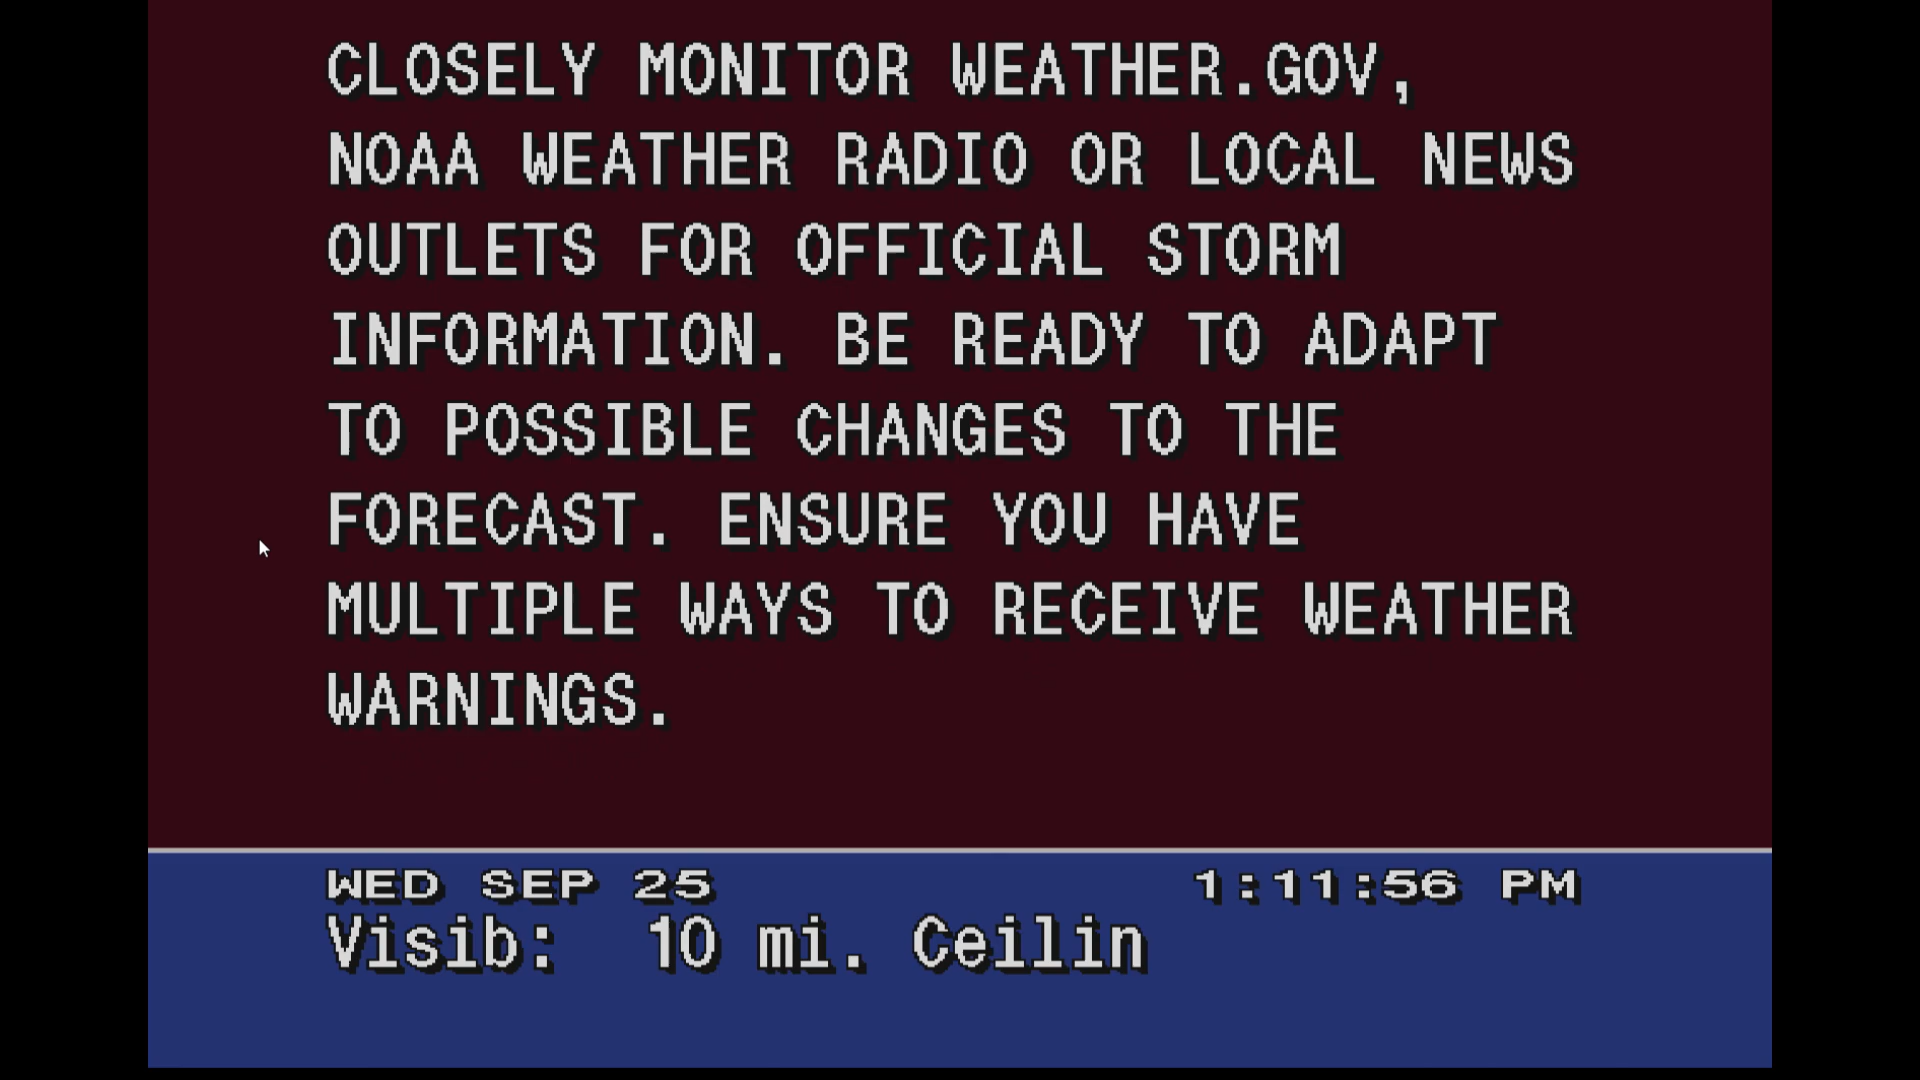 CLOSELY MONITOR WEATHER.GOV,
NOAA WEATHER RADIO OR LOCAL NEWS
OUTLETS FOR OFFICIAL STORM
INFORMATION. BE READY TO ADAPT
TO POSSIBLE CHANGES TO THE
FORECAST. ENSURE YOU HAVE
MULTIPLE WAYS TO RECEIVE WEATHER
WARNINGS.
WED SEP 25 1:11:56 PM
Visib: 10 mi. Ceilin